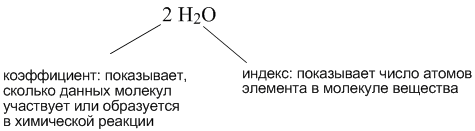 2 H₂O
коэффициент: показывает,
сколько данных молекул
участвует или образуется
в химической реакции
индекс: показывает число атомов
элемента в молекуле вещества